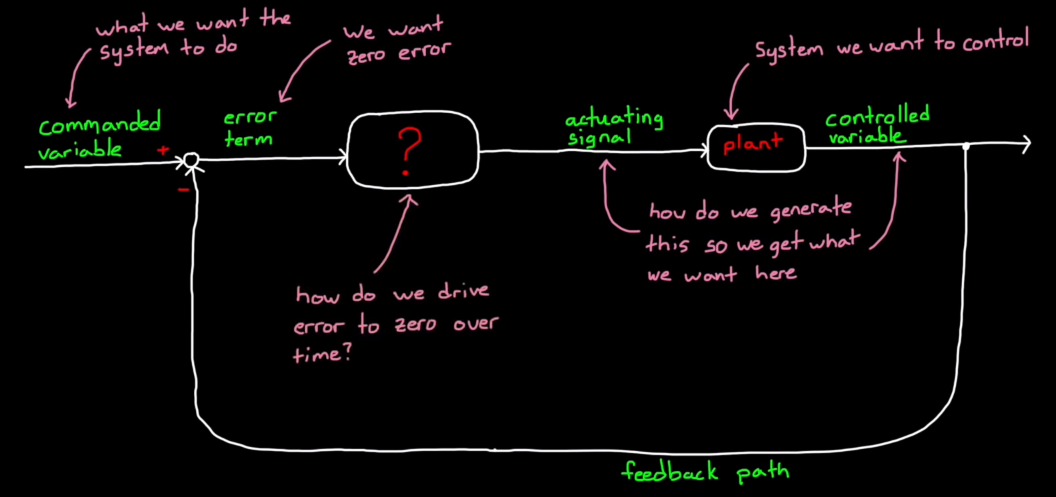 what we want the
system to do
we want
zero error
System we want to control
commanded
variable
+
-
error
term
?
actuating
signal
plant
controlled
variable
how do we generate
this so we get what
we want here
how do we drive
error to zero over
time?
feedback path